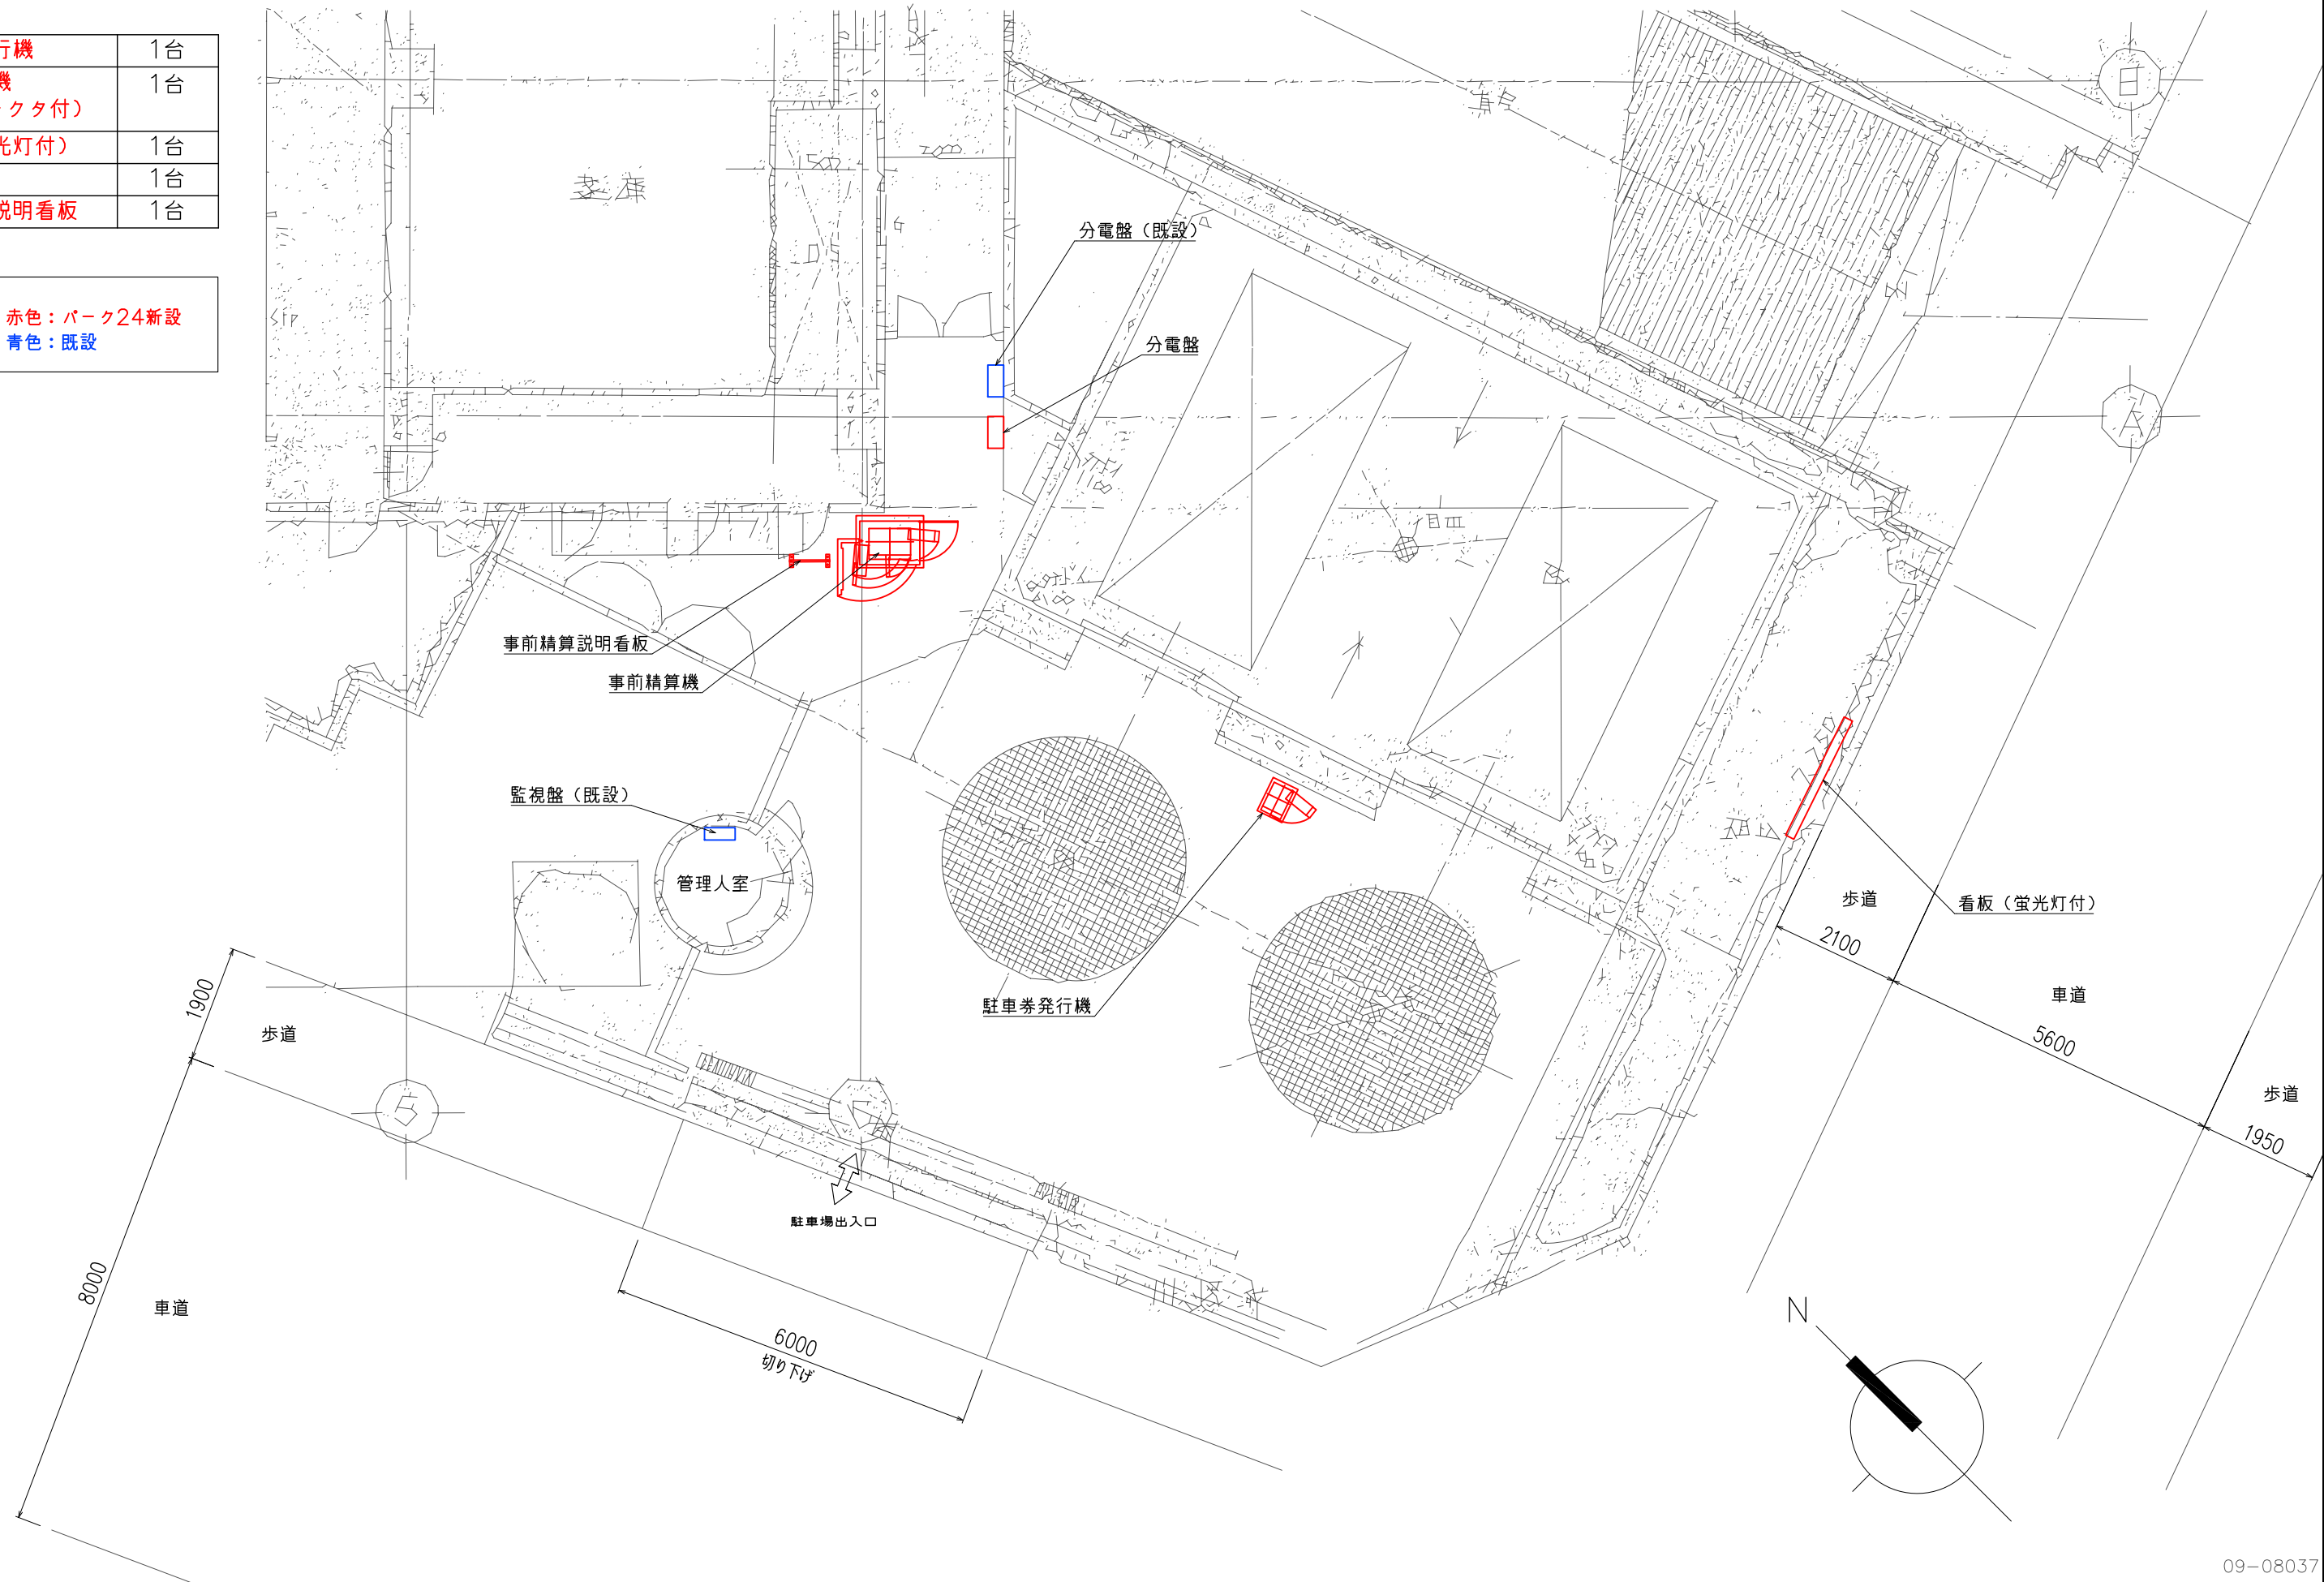 行機 1台
機 1台
クタ付）
光灯付） 1台
1台
説明看板 1台
赤色：パーク24新設
青色：既設
分電盤（既設）
分電盤
事前精算説明看板
事前精算機
監視盤（既設）
管理人室
駐車券発行機
看板（蛍光灯付）
歩道
2100
車道
5600
歩道
1950
1900
歩道
8000
車道
駐車場出入口
6000
切り下げ
N
09-08037